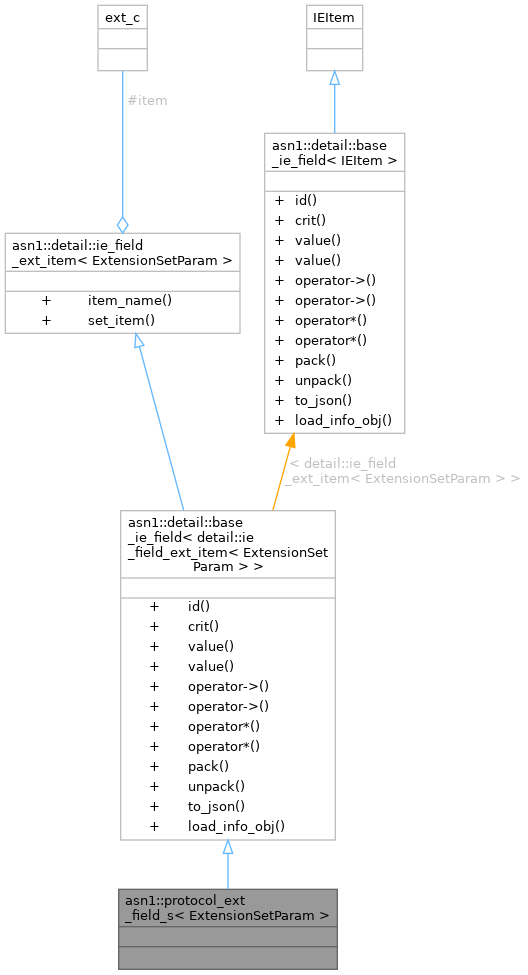 ext_c
IEItem
#item
asn1::detail::base
_ie_field< IEItem >
+ id()
+ crit()
+ value()
+ value()
+ operator->()
+ operator->()
+ operator*()
+ operator*()
+ pack()
+ unpack()
+ to_json()
+ load_info_obj()
asn1::detail::ie_field
_ext_item< ExtensionSetParam >
+ item_name()
+ set_item()
< detail::ie_field
_ext_item< ExtensionSetParam > >
asn1::detail::base
_ie_field< detail::ie
_field_ext_item< ExtensionSet
Param > >
+ id()
+ crit()
+ value()
+ value()
+ operator->()
+ operator->()
+ operator*()
+ operator*()
+ pack()
+ unpack()
+ to_json()
+ load_info_obj()
asn1::protocol_ext
_field_s< ExtensionSetParam >